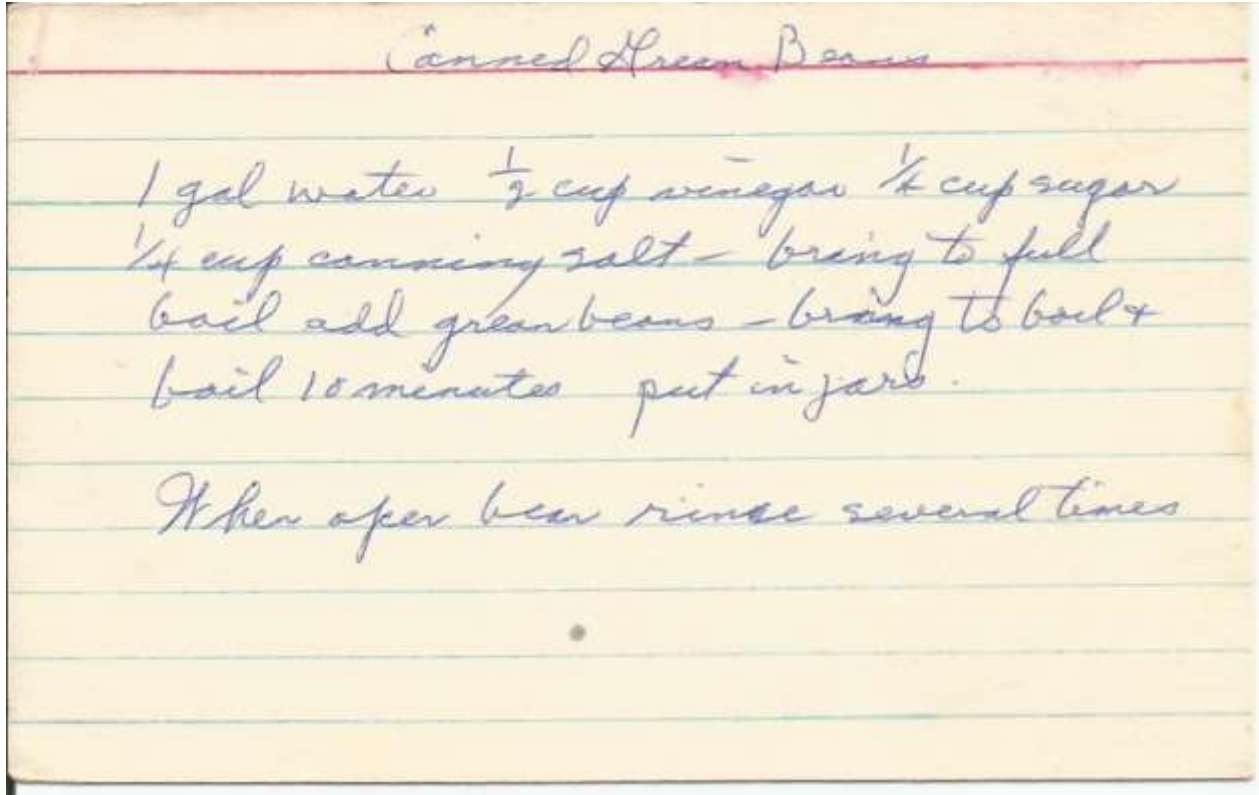 Canned Green Beans
1 gal water 1/2 cup vinegar 1/4 cup sugar
1/4 cup canning salt - bring to full
boil add green beans - bring to boil &
boil 10 minutes put in jars.
When open bean rinse several times